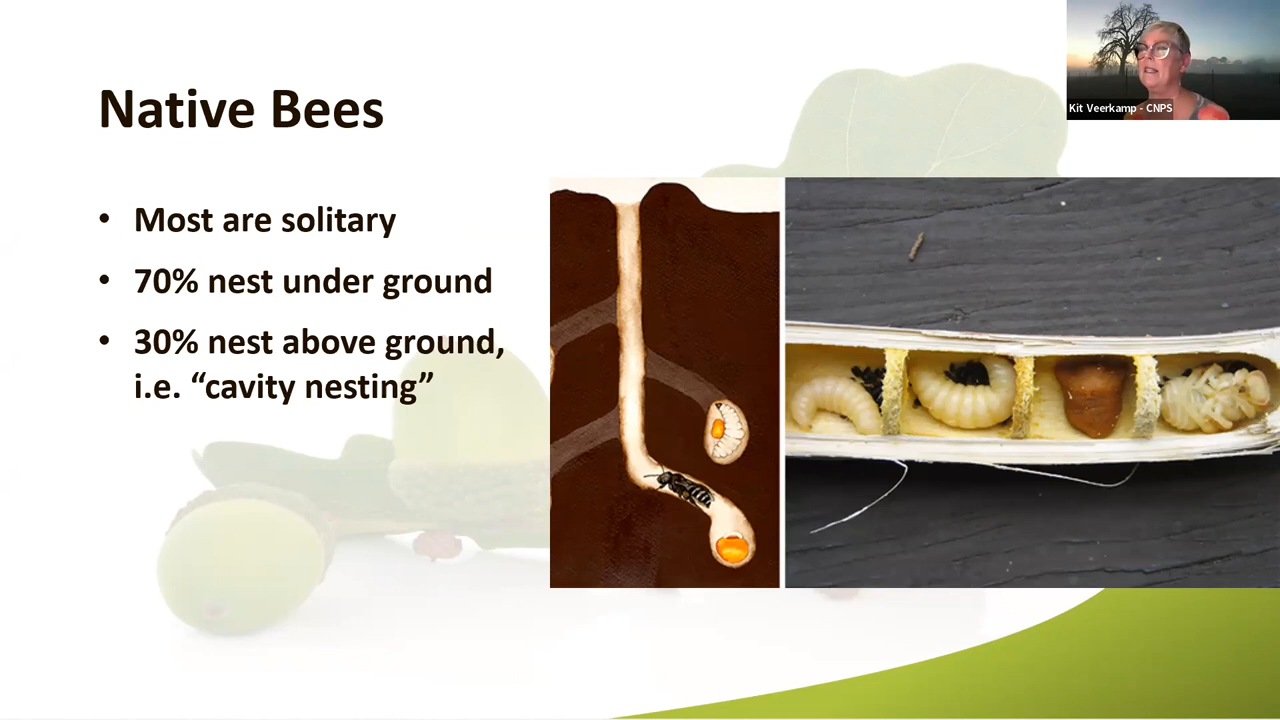 Native Bees
• Most are solitary
• 70% nest under ground
• 30% nest above ground,
i.e. “cavity nesting”
Kit Veerkamp - CNPS